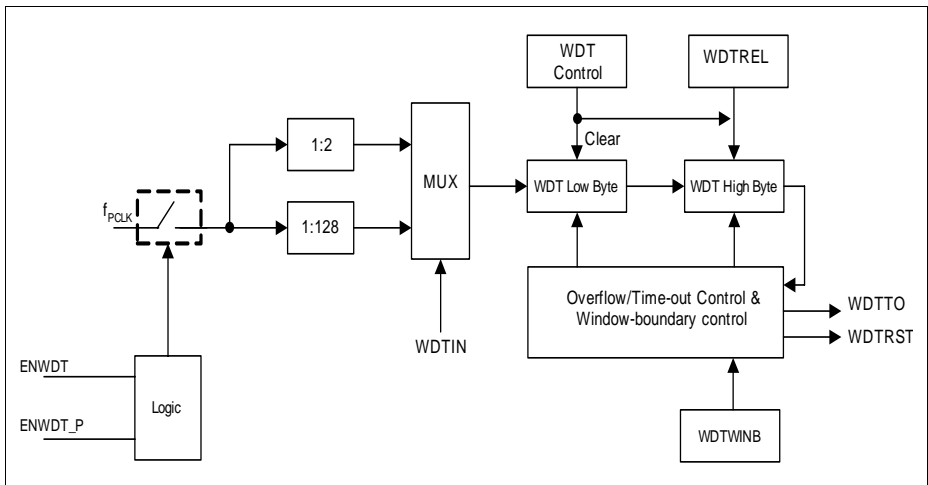 WDT
Control
WDTREL
Clear
1:2
MUX
WDT Low Byte
WDT High Byte
fPCLK
1:128
Overflow/Time-out Control &
Window-boundary control
WDTTO
WDTRST
WDTIN
ENWDT
Logic
ENWDT_P
WDTWINB